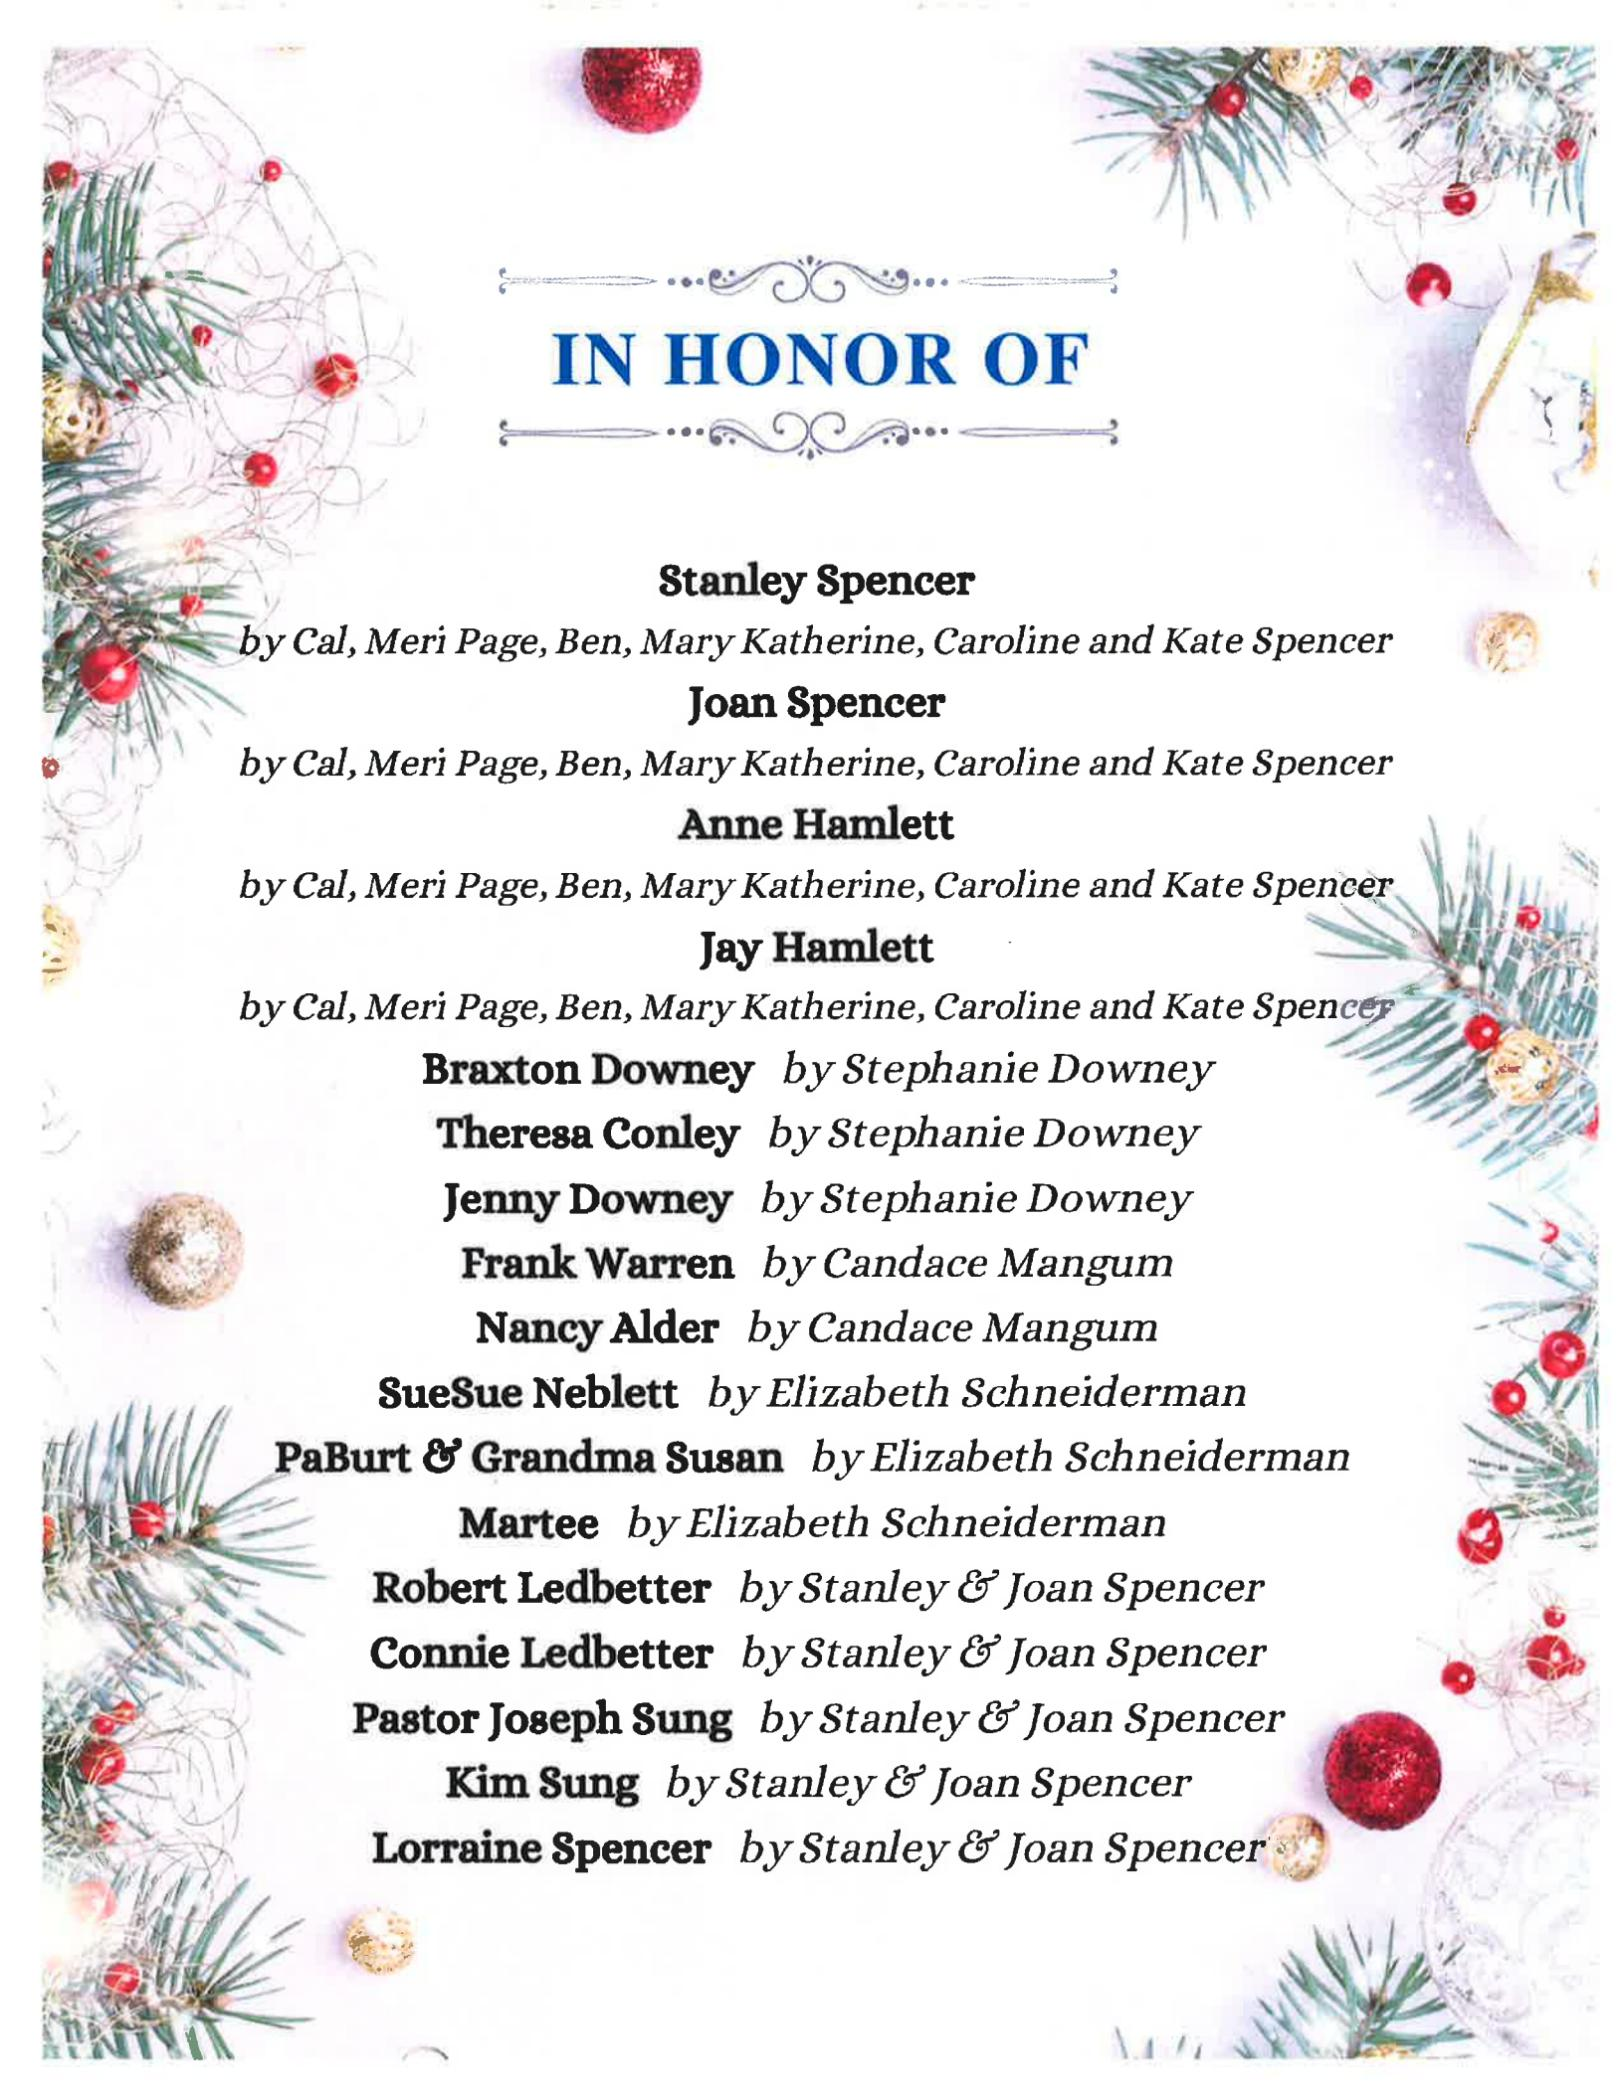 IN HONOR OF
Stanley Spencer
by Cal, Meri Page, Ben, Mary Katherine, Caroline and Kate Spencer
Joan Spencer
by Cal, Meri Page, Ben, Mary Katherine, Caroline and Kate Spencer
Anne Hamlett
by Cal, Meri Page, Ben, Mary Katherine, Caroline and Kate Spencer
Jay Hamlett
by Cal, Meri Page, Ben, Mary Katherine, Caroline and Kate Spencer
Braxton Downey by Stephanie Downey
Theresa Conley by Stephanie Downey
Jenny Downey by Stephanie Downey
Frank Warren by Candace Mangum
Nancy Alder by Candace Mangum
SueSue Neblett by Elizabeth Schneiderman
PaBurt & Grandma Susan by Elizabeth Schneiderman
Martee by Elizabeth Schneiderman
Robert Ledbetter by Stanley & Joan Spencer
Connie Ledbetter by Stanley & Joan Spencer
Pastor Joseph Sung by Stanley & Joan Spencer
Kim Sung by Stanley & Joan Spencer
Lorraine Spencer by Stanley & Joan Spencer